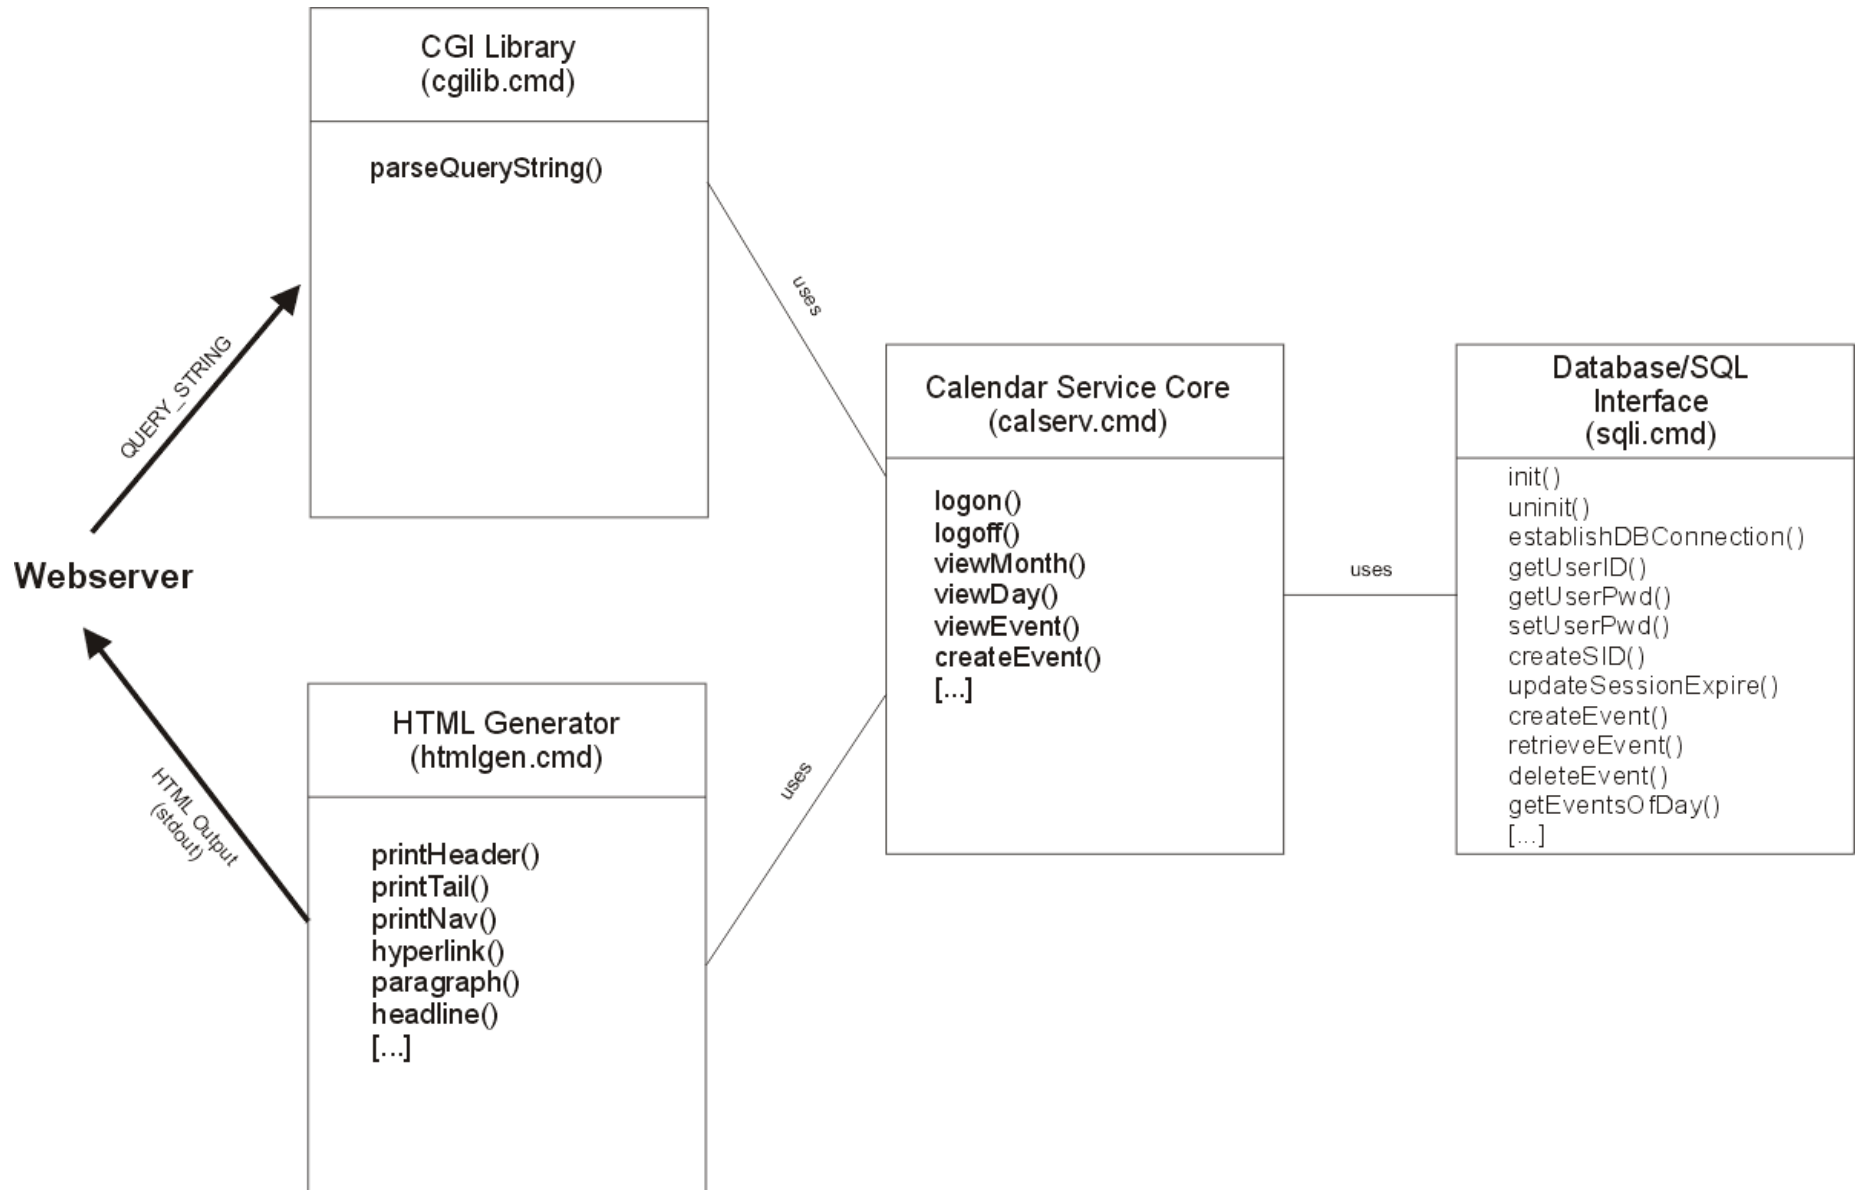 CGI Library
(cgilib.cmd)
parseQueryString()
QUERY_STRING
uses
Webserver
Calendar Service Core
(calserv.cmd)
logon()
logoff()
viewMonth()
viewDay()
viewEvent()
createEvent()
[...]
uses
Database/SQL
Interface
(sqli.cmd)
init()
uninit()
establishDBConnection()
getUserID()
getUserPwd()
setUserPwd()
createSID()
updateSessionExpire()
createEvent()
retrieveEvent()
deleteEvent()
getEventsOfDay()
[...]
HTML Output
(stdout)
HTML Generator
(htmlgen.cmd)
printHeader()
printTail()
printNav()
hyperlink()
paragraph()
headline()
[...]
uses